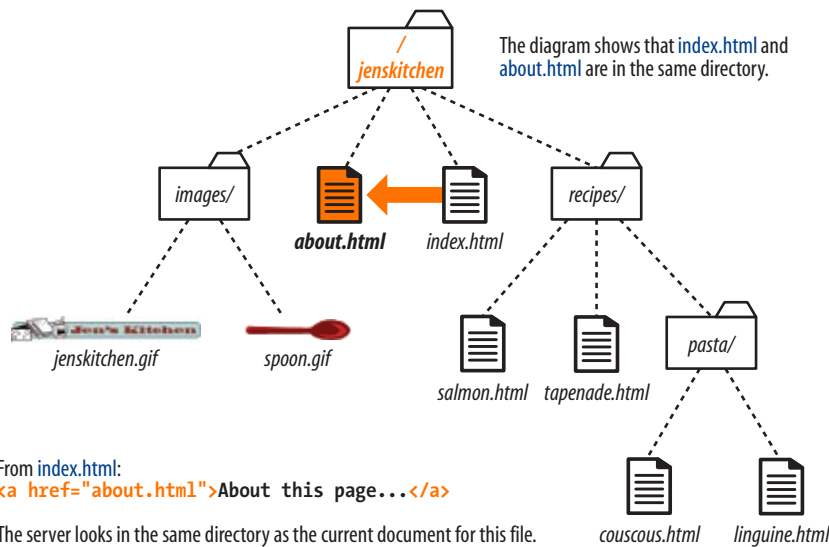 /
jenskitchen
The diagram shows that index.html and
about.html are in the same directory.
images/
recipes/
about.html
index.html
Jen's Kitchen
jenskitchen.gif
spoon.gif
pasta/
salmon.html
tapenade.html
From index.html:
<a href="about.html">About this page...</a>
The server looks in the same directory as the current document for this file.
couscous.html
linguine.html